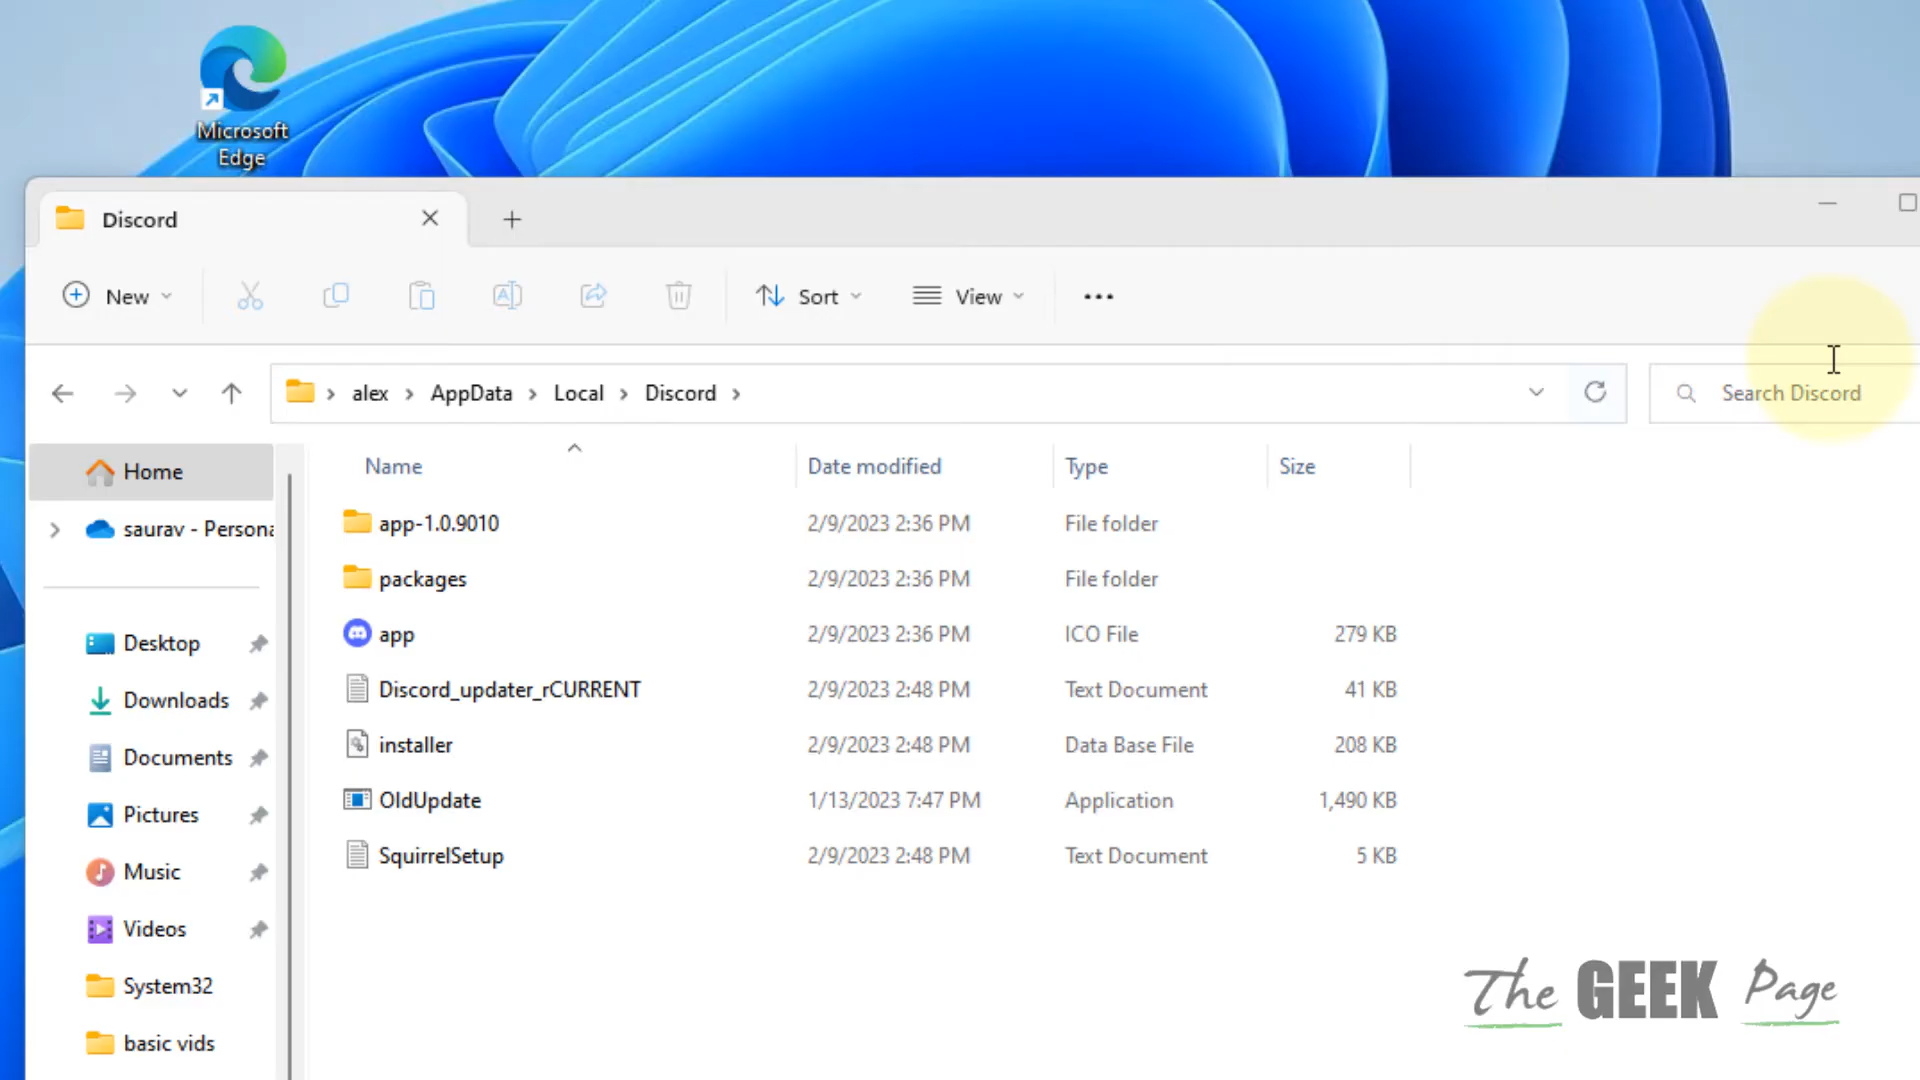 Microsoft
Edge
Discord
New
Sort
View
alex > AppData > Local > Discord >
Search Discord
Home
Name Date modified Type Size
saurav - Persona
app-1.0.9010 2/9/2023 2:36 PM File folder
packages 2/9/2023 2:36 PM File folder
app 2/9/2023 2:36 PM ICO File 279 KB
Discord_updater_rCURRENT 2/9/2023 2:48 PM Text Document 41 KB
installer 2/9/2023 2:48 PM Data Base File 208 KB
OldUpdate 1/13/2023 7:47 PM Application 1,490 KB
SquirrelSetup 2/9/2023 2:48 PM Text Document 5 KB
Desktop
Downloads
Documents
Pictures
Music
Videos
System32
basic vids
The GEEK Page